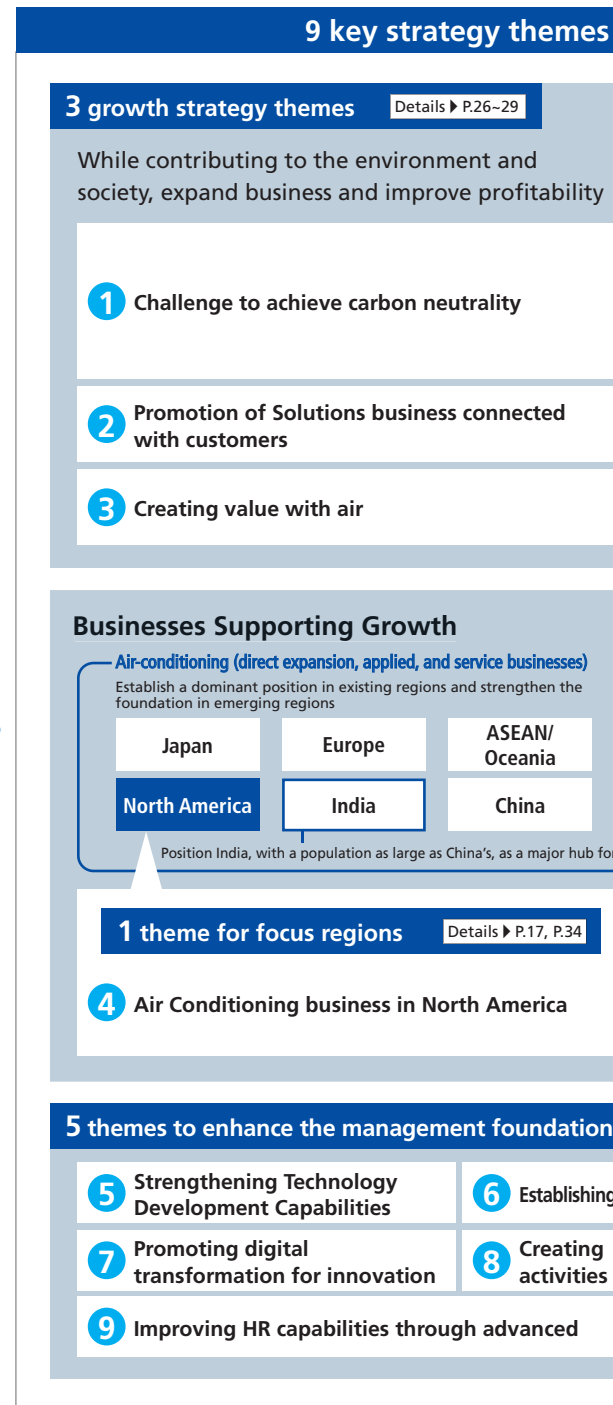 9 key strategy themes
3 growth strategy themes
Details ▶ P.26~29
While contributing to the environment and
society, expand business and improve profitability
1 Challenge to achieve carbon neutrality
2 Promotion of Solutions business connected
with customers
3 Creating value with air
Businesses Supporting Growth
Air-conditioning (direct expansion, applied, and service businesses)
Establish a dominant position in existing regions and strengthen the
foundation in emerging regions
Japan
Europe
ASEAN/
Oceania
North America
India
China
Position India, with a population as large as China's, as a major hub for
1 theme for focus regions
Details ▶ P.17, P.34
4 Air Conditioning business in North America
5 themes to enhance the management foundation
5 Strengthening Technology
Development Capabilities
6 Establishing
7 Promoting digital
transformation for innovation
8 Creating
activities
9 Improving HR capabilities through advanced